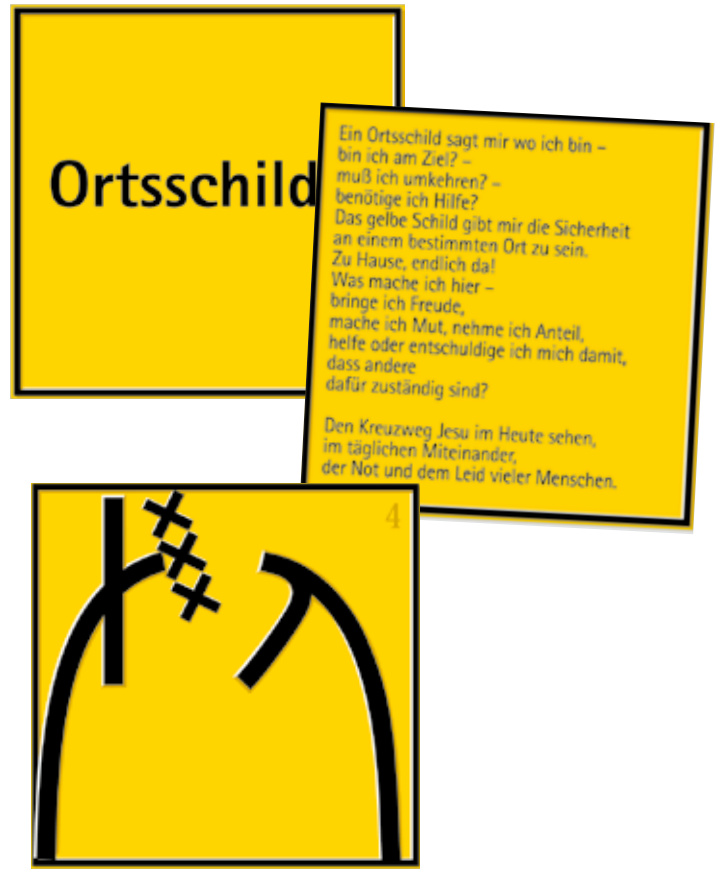 Ortsschild
Ein Ortsschild sagt mir wo ich bin –
bin ich am Ziel? –
muß ich umkehren? –
benötige ich Hilfe?
Das gelbe Schild gibt mir die Sicherheit
an einem bestimmten Ort zu sein.
Zu Hause, endlich da!
Was mache ich hier –
bringe ich Freude,
mache ich Mut, nehme ich Anteil,
helfe oder entschuldige ich mich damit,
dass andere
dafür zuständig sind?
Den Kreuzweg Jesu im Heute sehen,
im täglichen Miteinander,
der Not und dem Leid vieler Menschen.
4